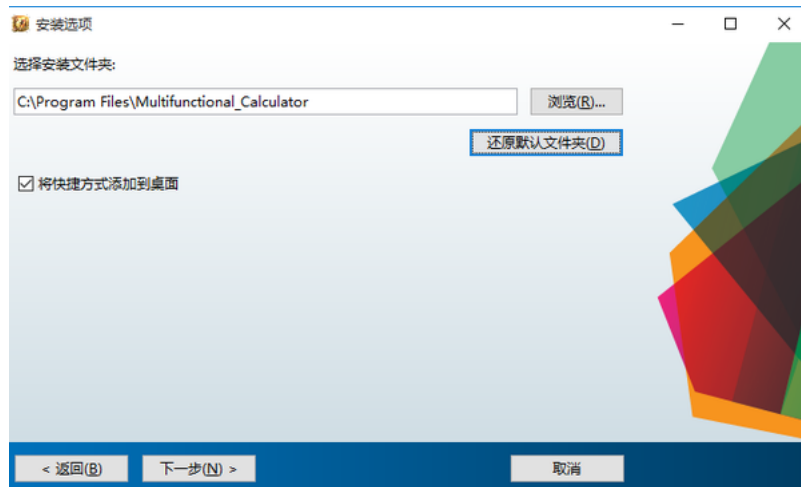 安装选项
选择安装文件夹:
C:\Program Files\Multifunctional_Calculator
浏览(R)...
还原默认文件夹(D)
将快捷方式添加到桌面
< 返回(B)
下一步(N) >
取消